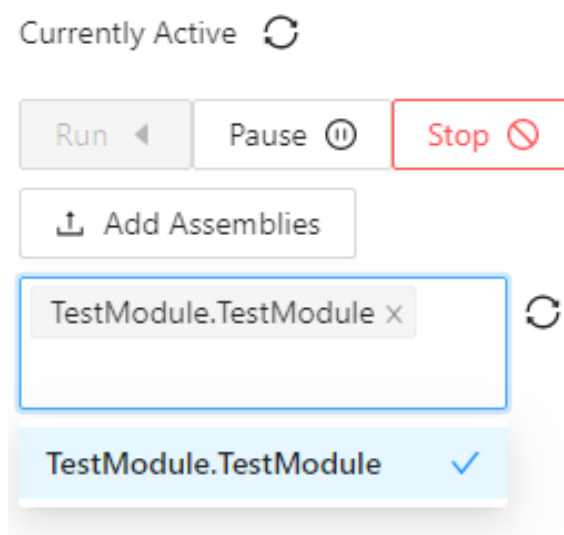 Currently Active
Run Pause Stop
Add Assemblies
TestModule.TestModule
TestModule.TestModule